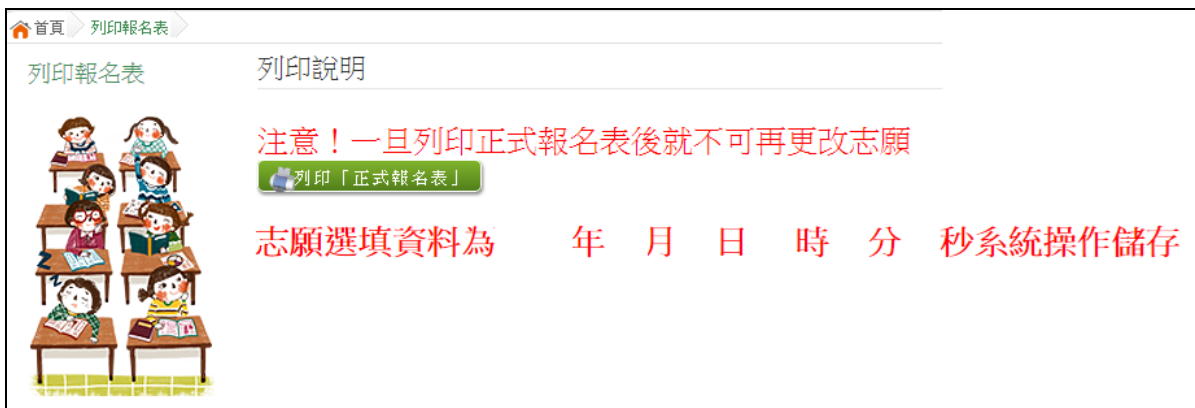 首頁 列印報名表
列印報名表
列印說明
注意！一旦列印正式報名表後就不可再更改志願
列印「正式報名表」
志願選填資料為 年 月 日 時 分 秒系統操作儲存